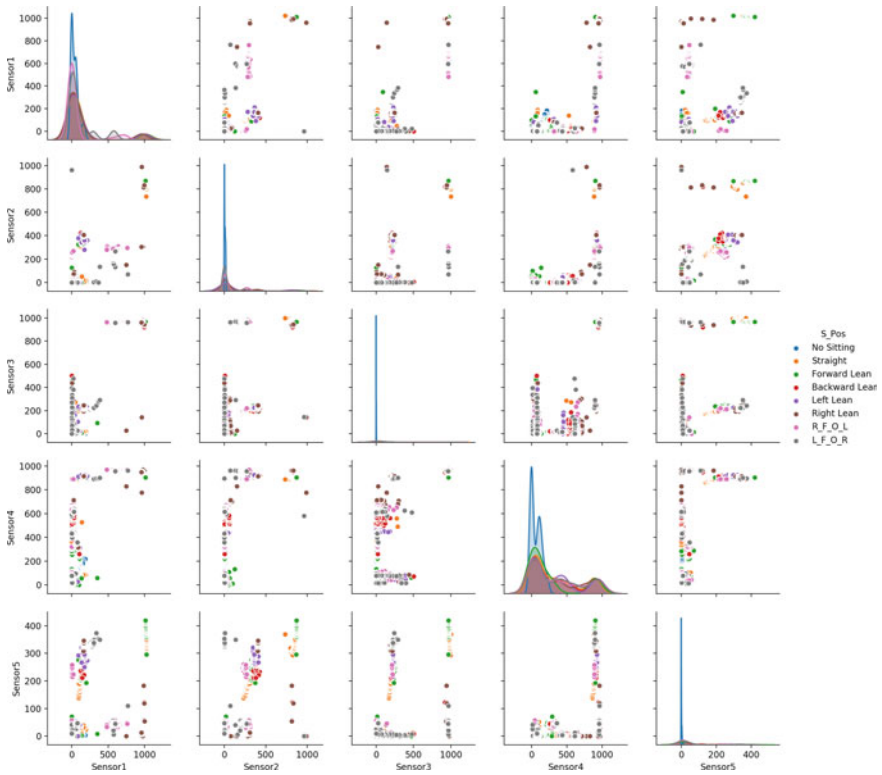 1000
800
600
400
200
0
Sensor1
1000
800
600
400
200
0
Sensor2
1000
800
600
400
200
0
Sensor3
S_Pos
No Sitting
Straight
Forward Lean
Backward Lean
Left Lean
Right Lean
R_F_O_L
L_F_O_R
1000
800
600
400
200
0
Sensor4
400
300
200
100
0
Sensor5
0 500 1000
Sensor1
0 500 1000
Sensor2
0 500 1000
Sensor3
0 500 1000
Sensor4
0 200 400
Sensor5